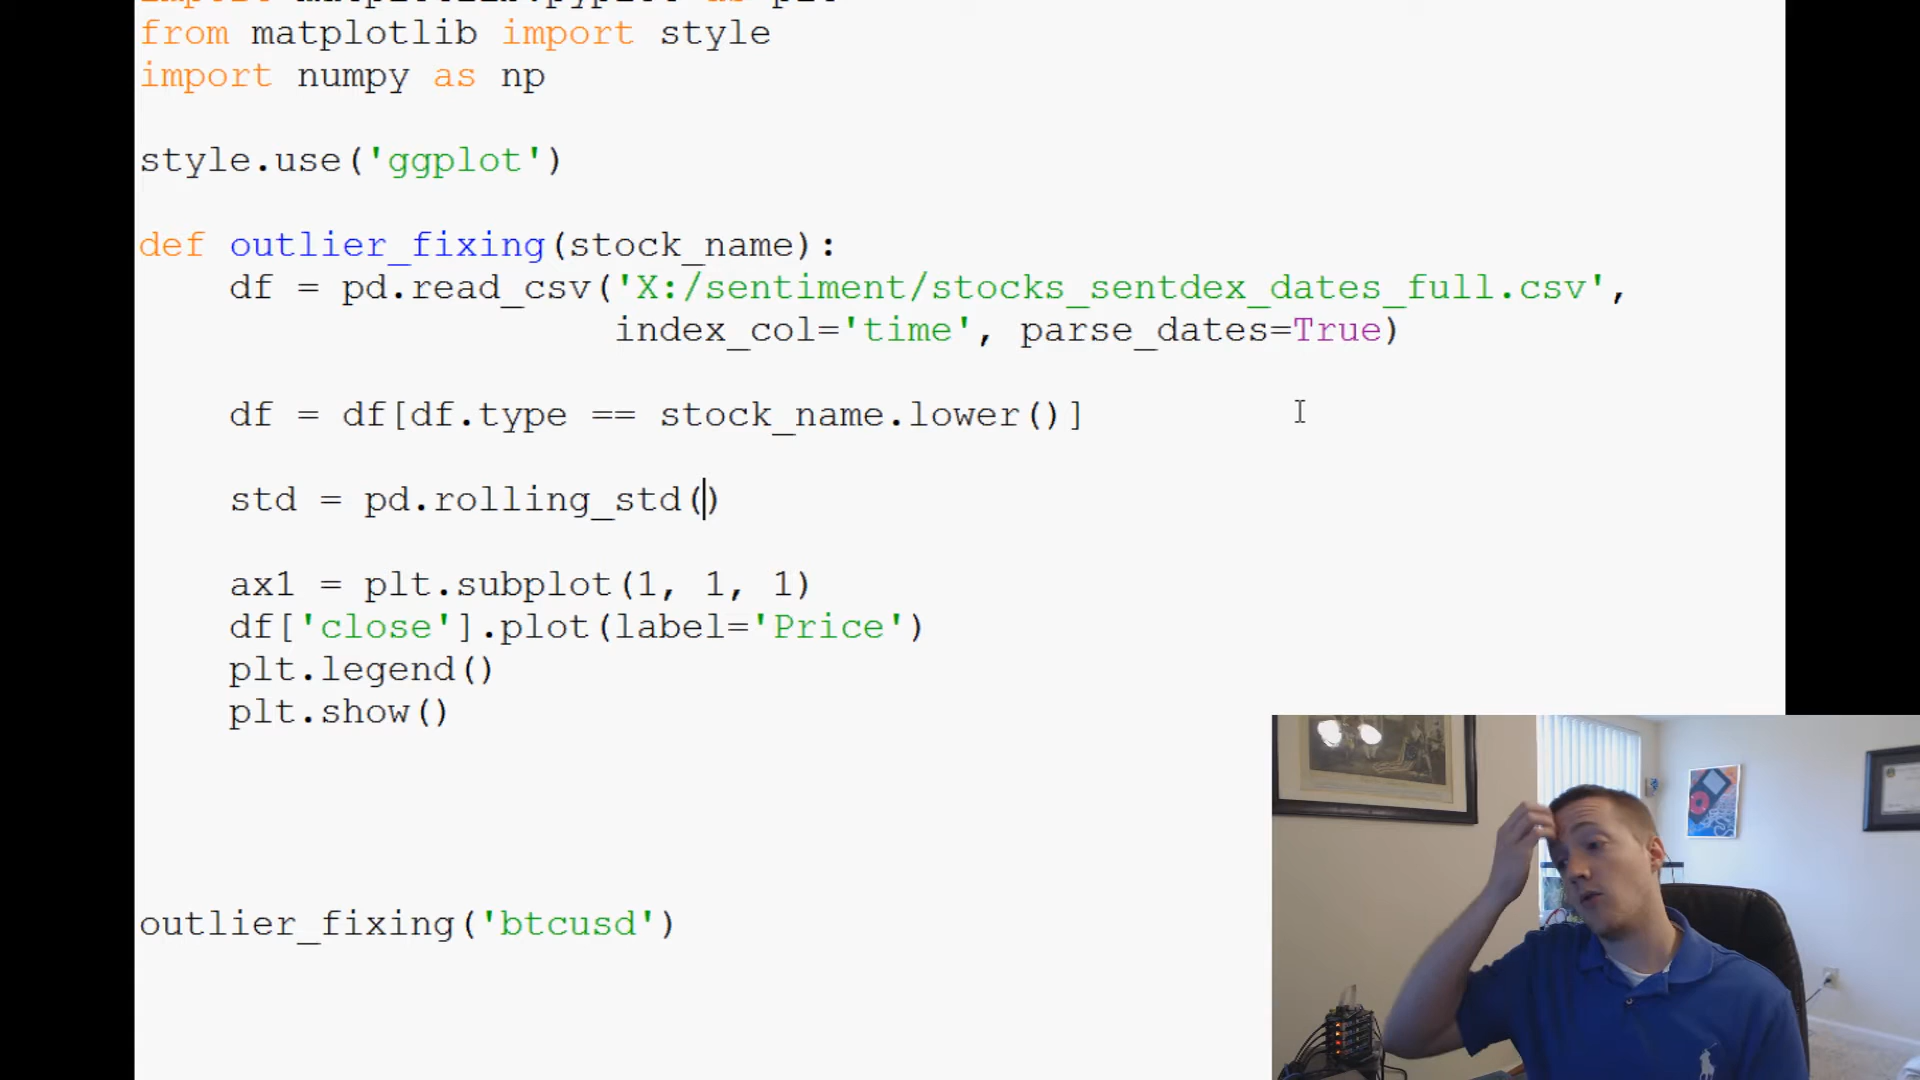 from matplotlib import style
import numpy as np
style.use('ggplot')
def outlier_fixing(stock_name):
df = pd.read_csv('X:/sentiment/stocks_sentdex_dates_full.csv',
index_col='time', parse_dates=True)
df = df[df.type == stock_name.lower()]
std = pd.rolling_std()
ax1 = plt.subplot(1, 1, 1)
df['close'].plot(label='Price')
plt.legend()
plt.show()
outlier_fixing('btcusd')